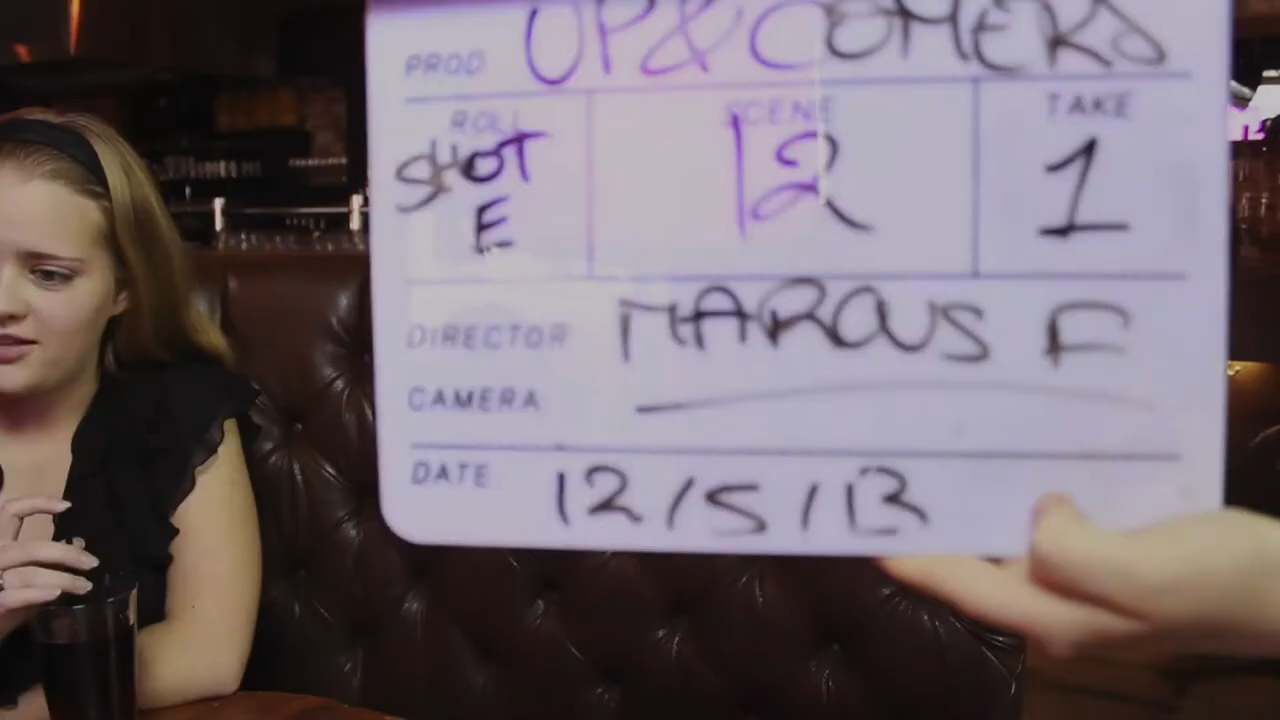 PROD UP & COMERS
ROLL SCENE TAKE
SHOT E 12 1
DIRECTOR MARCUS F
CAMERA
DATE 12/5/13